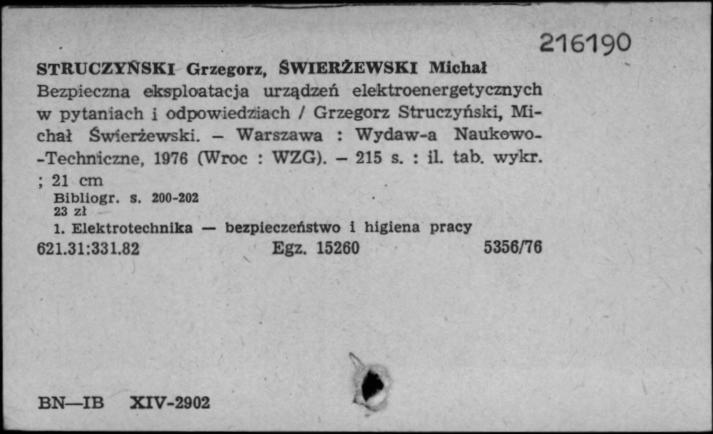 216190
STRUCZYŃSKI Grzegorz, ŚWIERŻEWSKI Michał
Bezpieczna eksploatacja urządzeń elektroenergetycznych
w pytaniach i odpowiedziach / Grzegorz Struczyński, Mi-
chał Świerżewski. — Warszawa : Wydaw-a Naukowo-
-Techniczne, 1976 (Wroc : WZG). — 215 s. : il. tab. wykr.
; 21 cm
Bibliogr. s. 200-202
23 zł
1. Elektrotechnika — bezpieczeństwo i higiena pracy
621.31:331.82 Egz. 15260 5356/76
BN—IB XIV-2902